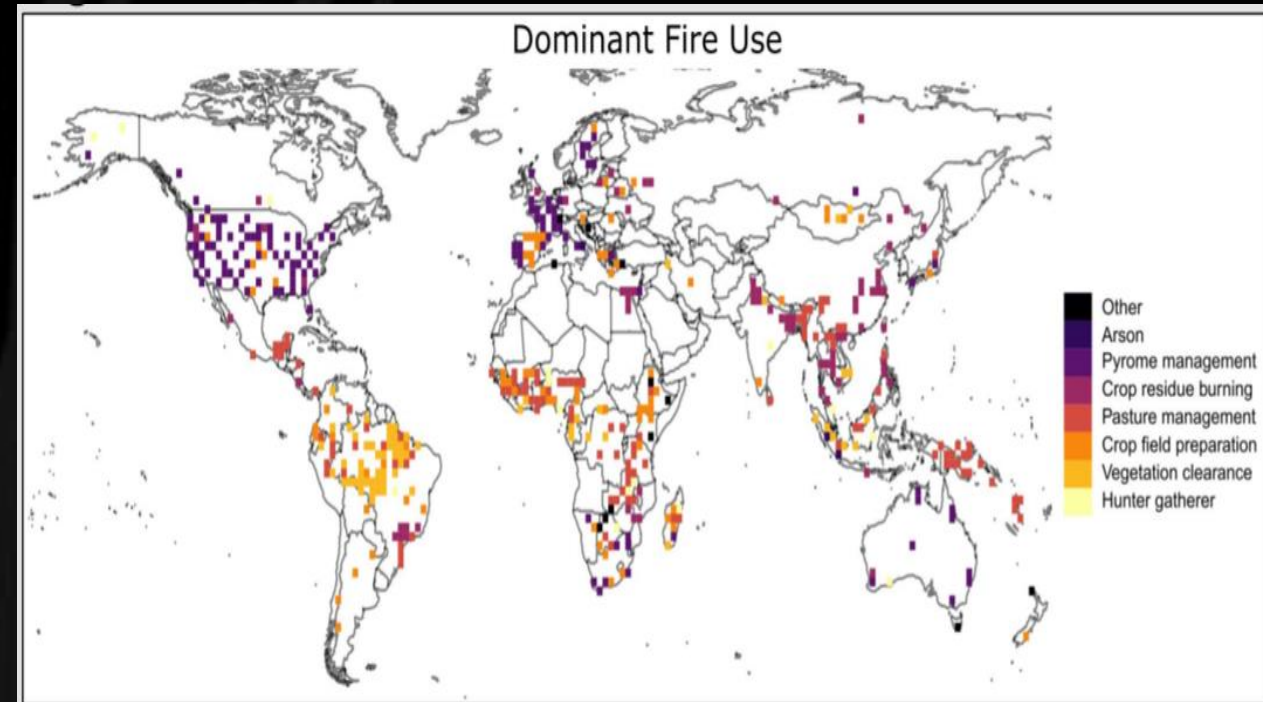 Dominant Fire Use
Other
Arson
Pyrome management
Crop residue burning
Pasture management
Crop field preparation
Vegetation clearance
Hunter gatherer